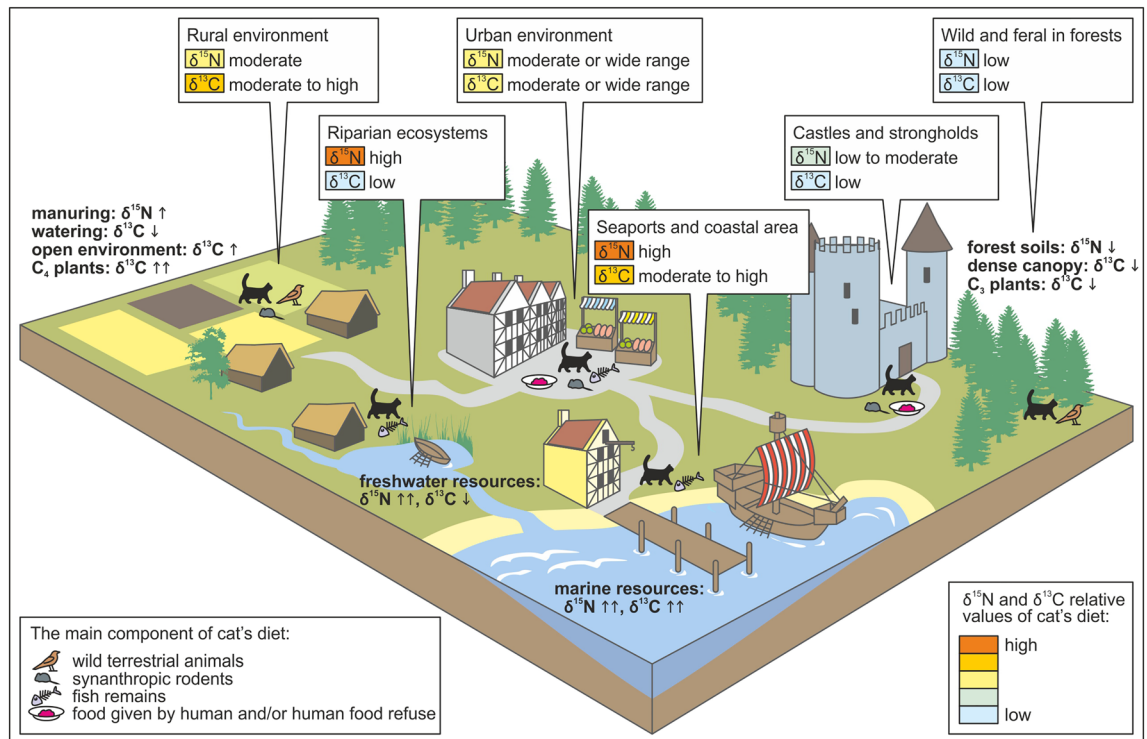 Rural environment
δ¹⁵N moderate
δ¹³C moderate to high
Urban environment
δ¹⁵N moderate or wide range
δ¹³C moderate or wide range
Wild and feral in forests
δ¹⁵N low
δ¹³C low
Riparian ecosystems
δ¹⁵N high
δ¹³C low
Castles and strongholds
δ¹⁵N low to moderate
δ¹³C low
Seaports and coastal area
δ¹⁵N high
δ¹³C moderate to high
manuring: δ¹⁵N ↑
watering: δ¹³C ↓
open environment: δ¹³C ↑
C₄ plants: δ¹³C ↑↑
forest soils: δ¹⁵N ↓
dense canopy: δ¹³C ↓
C₃ plants: δ¹³C ↓
freshwater resources:
δ¹⁵N ↑↑, δ¹³C ↓
marine resources:
δ¹⁵N ↑↑, δ¹³C ↑↑
The main component of cat's diet:
wild terrestrial animals
synanthropic rodents
fish remains
food given by human and/or human food refuse
δ¹⁵N and δ¹³C relative
values of cat's diet:
high
low